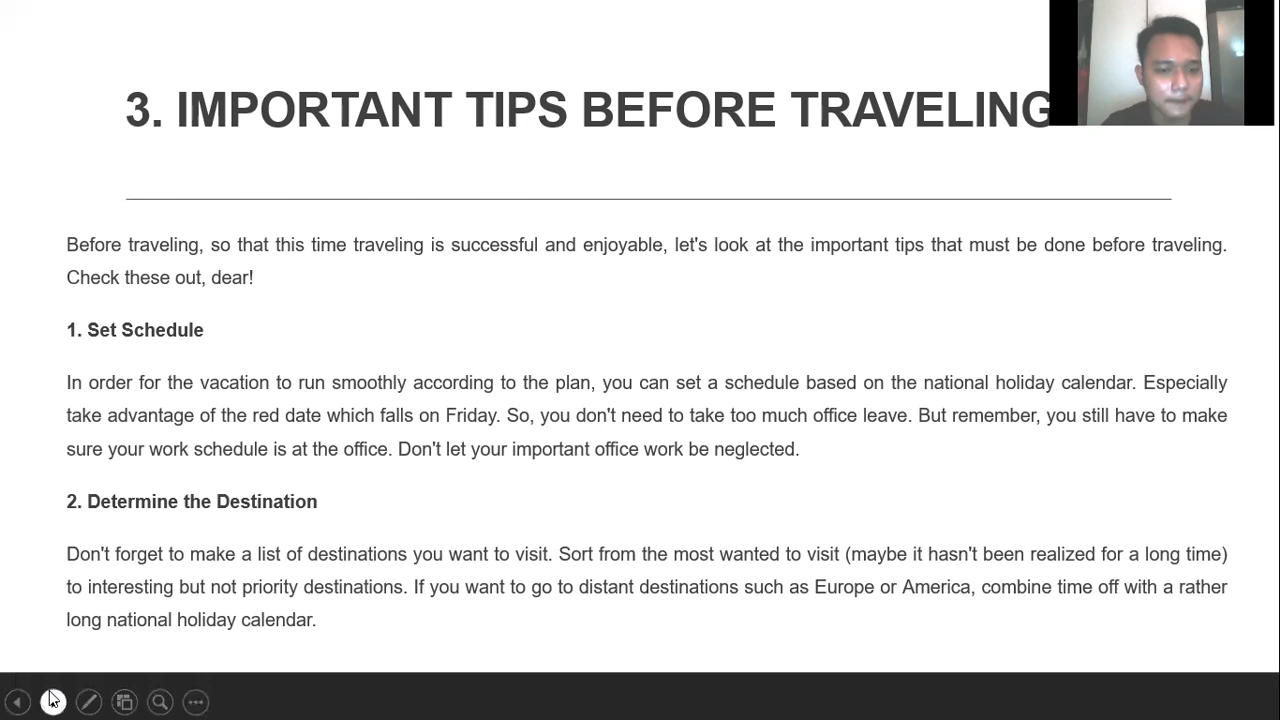 3. IMPORTANT TIPS BEFORE TRAVELING
Before traveling, so that this time traveling is successful and enjoyable, let's look at the important tips that must be done before traveling.
Check these out, dear!
1. Set Schedule
In order for the vacation to run smoothly according to the plan, you can set a schedule based on the national holiday calendar. Especially
take advantage of the red date which falls on Friday. So, you don't need to take too much office leave. But remember, you still have to make
sure your work schedule is at the office. Don't let your important office work be neglected.
2. Determine the Destination
Don't forget to make a list of destinations you want to visit. Sort from the most wanted to visit (maybe it hasn't been realized for a long time)
to interesting but not priority destinations. If you want to go to distant destinations such as Europe or America, combine time off with a rather
long national holiday calendar.